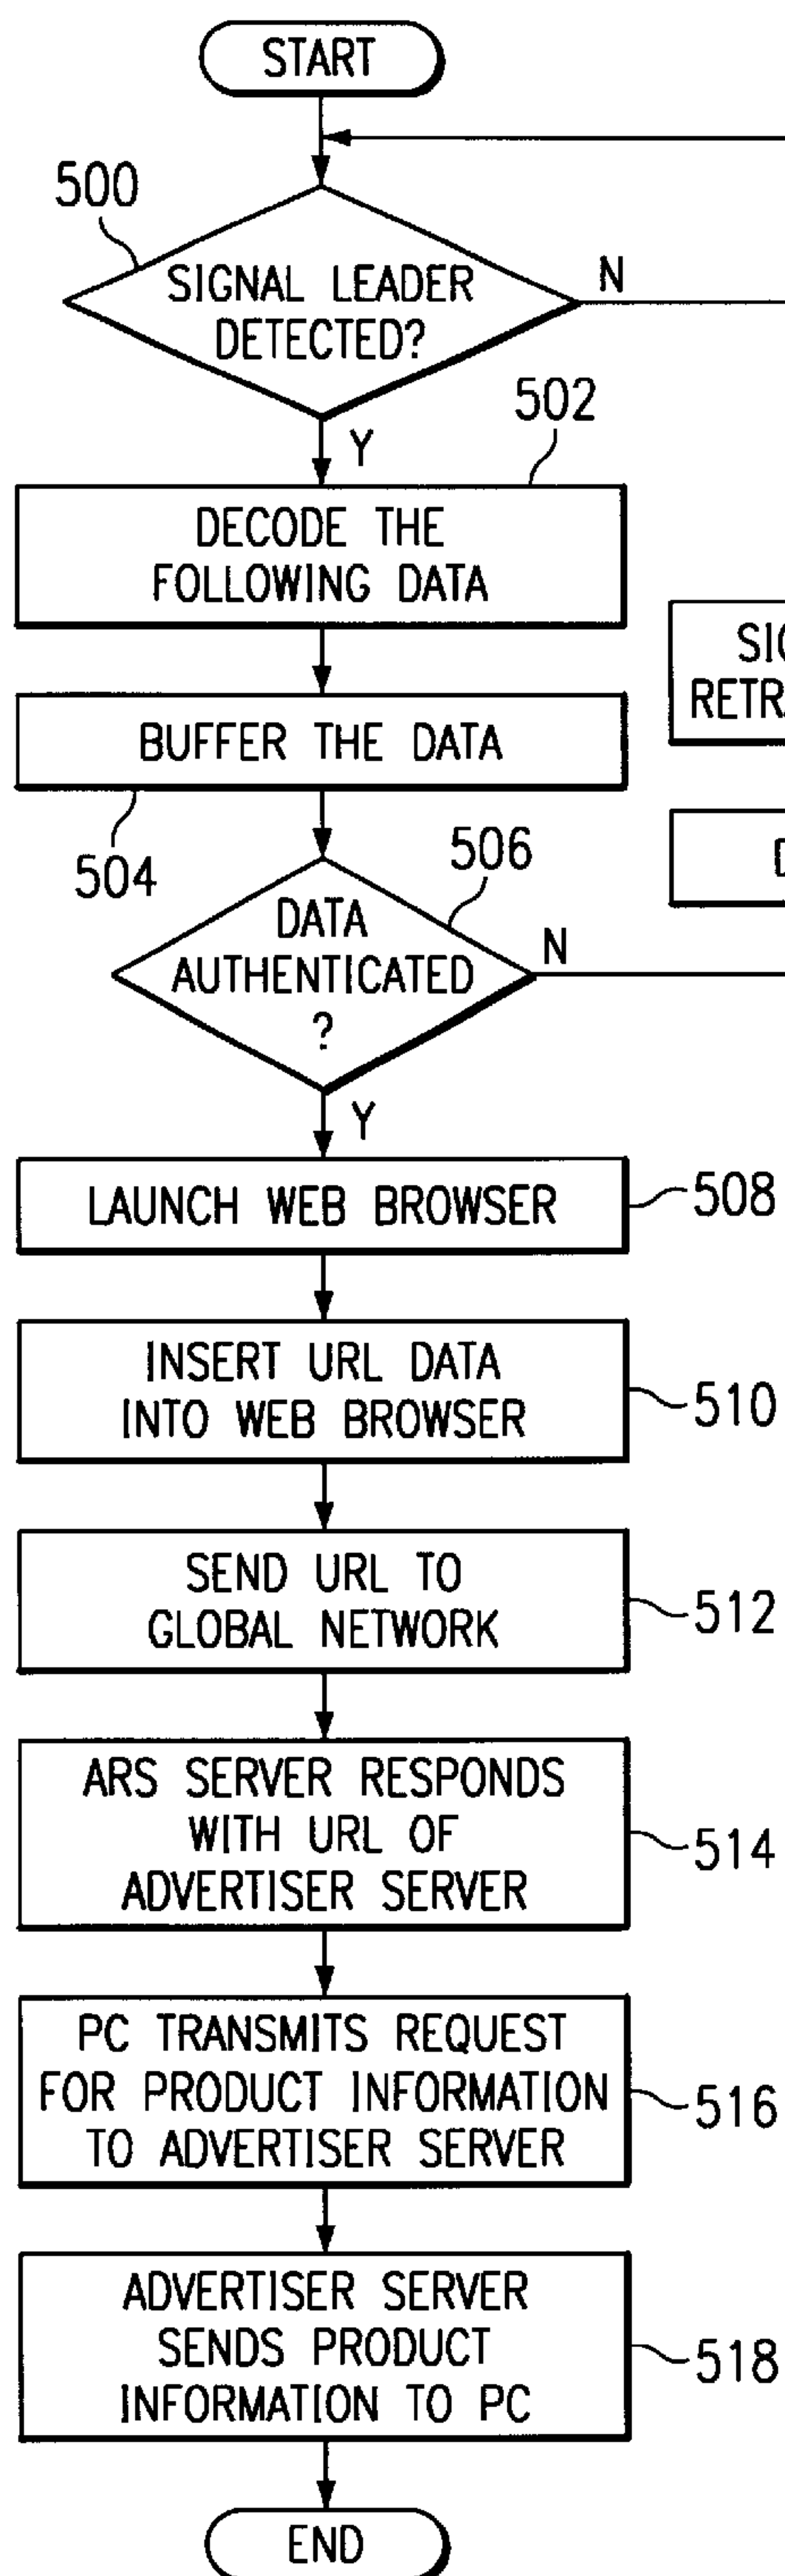 START
500
SIGNAL LEADER
DETECTED?
N
Y
502
DECODE THE
FOLLOWING DATA
BUFFER THE DATA
504
506
DATA
AUTHENTICATED
?
N
Y
LAUNCH WEB BROWSER
508
INSERT URL DATA
INTO WEB BROWSER
510
SEND URL TO
GLOBAL NETWORK
512
ARS SERVER RESPONDS
WITH URL OF
ADVERTISER SERVER
514
PC TRANSMITS REQUEST
FOR PRODUCT INFORMATION
TO ADVERTISER SERVER
516
ADVERTISER SERVER
SENDS PRODUCT
INFORMATION TO PC
518
END